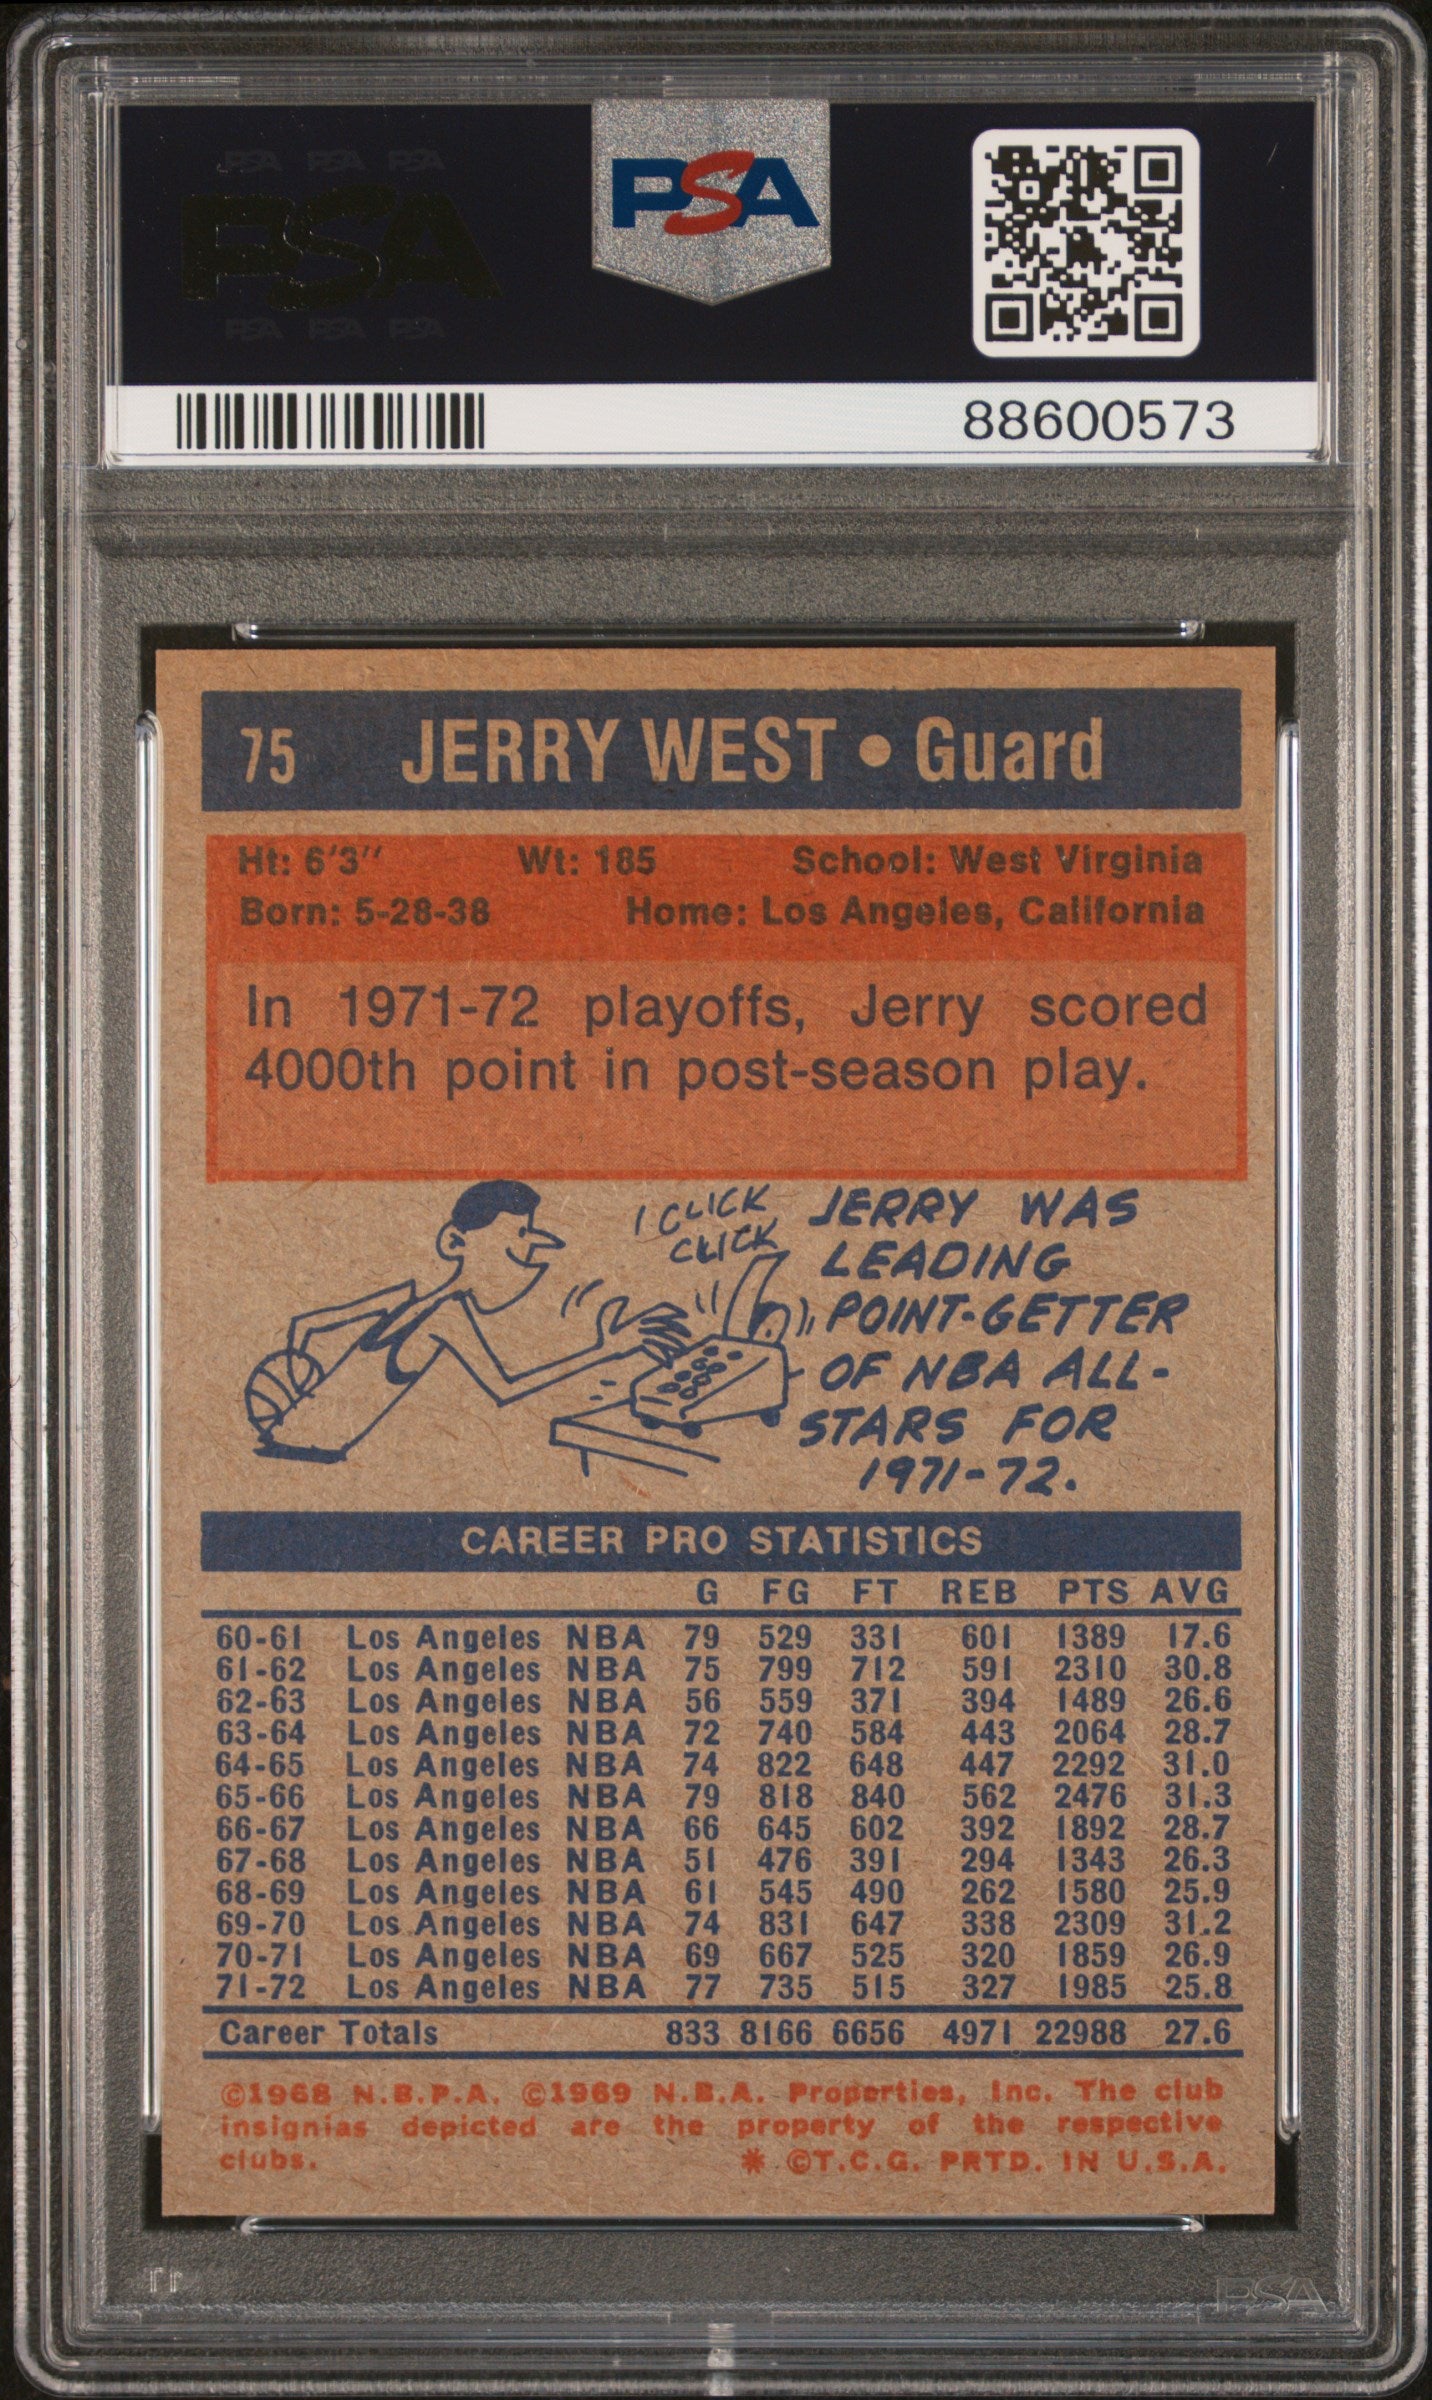 PSA PSA PSA
PSA
PSA PSA PSA
PSA
88600573
75 JERRY WEST • Guard
Ht: 6'3" Wt: 185 School: West Virginia
Born: 5-28-38 Home: Los Angeles, California
In 1971-72 playoffs, Jerry scored
4000th point in post-season play.
CLICK
CLICK
JERRY WAS
LEADING
POINT-GETTER
OF NBA ALL-
STARS FOR
1971-72.
CAREER PRO STATISTICS
G FG FT REB PTS AVG
60-61 Los Angeles NBA 79 529 331 601 1389 17.6
61-62 Los Angeles NBA 75 799 712 591 2310 30.8
62-63 Los Angeles NBA 56 559 371 394 1489 26.6
63-64 Los Angeles NBA 72 740 584 443 2064 28.7
64-65 Los Angeles NBA 74 822 648 447 2292 31.0
65-66 Los Angeles NBA 79 818 840 562 2476 31.3
66-67 Los Angeles NBA 66 645 602 392 1892 28.7
67-68 Los Angeles NBA 51 476 391 294 1343 26.3
68-69 Los Angeles NBA 61 545 490 262 1580 25.9
69-70 Los Angeles NBA 74 831 647 338 2309 31.2
70-71 Los Angeles NBA 69 667 525 320 1859 26.9
71-72 Los Angeles NBA 77 735 515 327 1985 25.8
Career Totals 833 8166 6656 4971 22988 27.6
©1968 N.B.P.A. ©1969 N.B.A. Properties, Inc. The club
insignias depicted are the property of the respective
clubs. * ©T.C.G. PRTD. IN U.S.A.
PSA